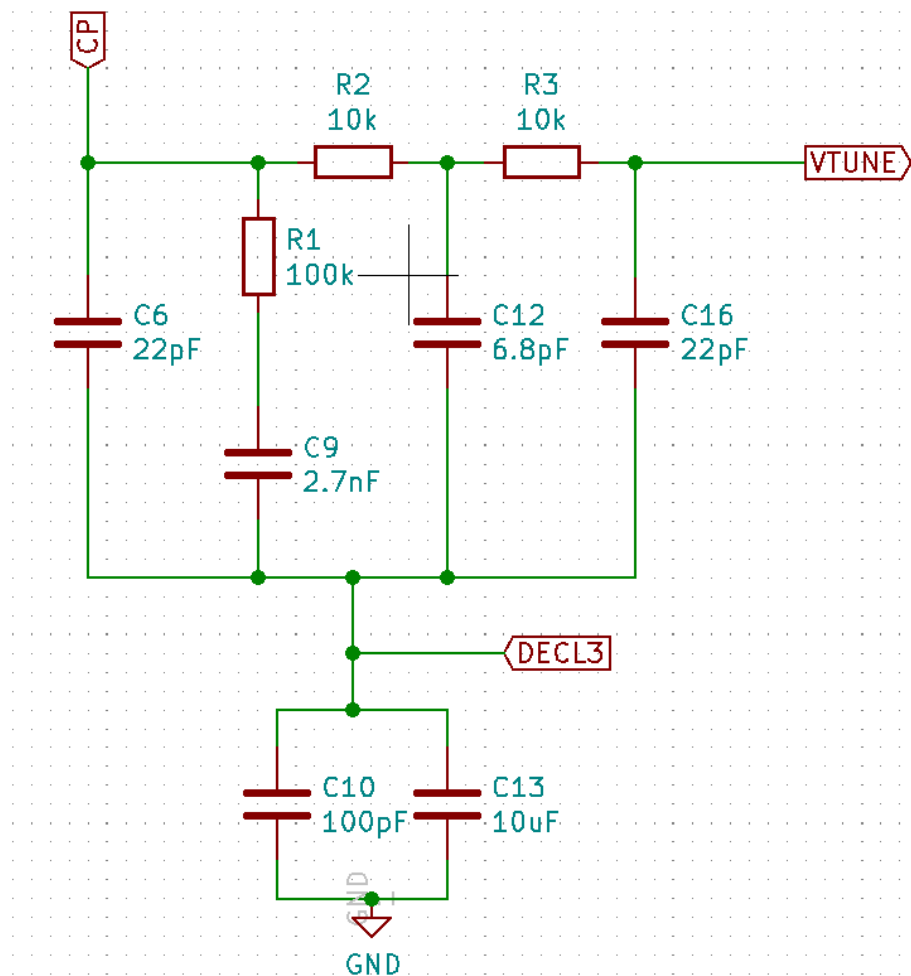 CP
R2
10k
R3
10k
VTUNE
R1
100k
C6
22pF
C12
6.8pF
C16
22pF
C9
2.7nF
DECL3
C10
100pF
C13
10uF
GND
GND